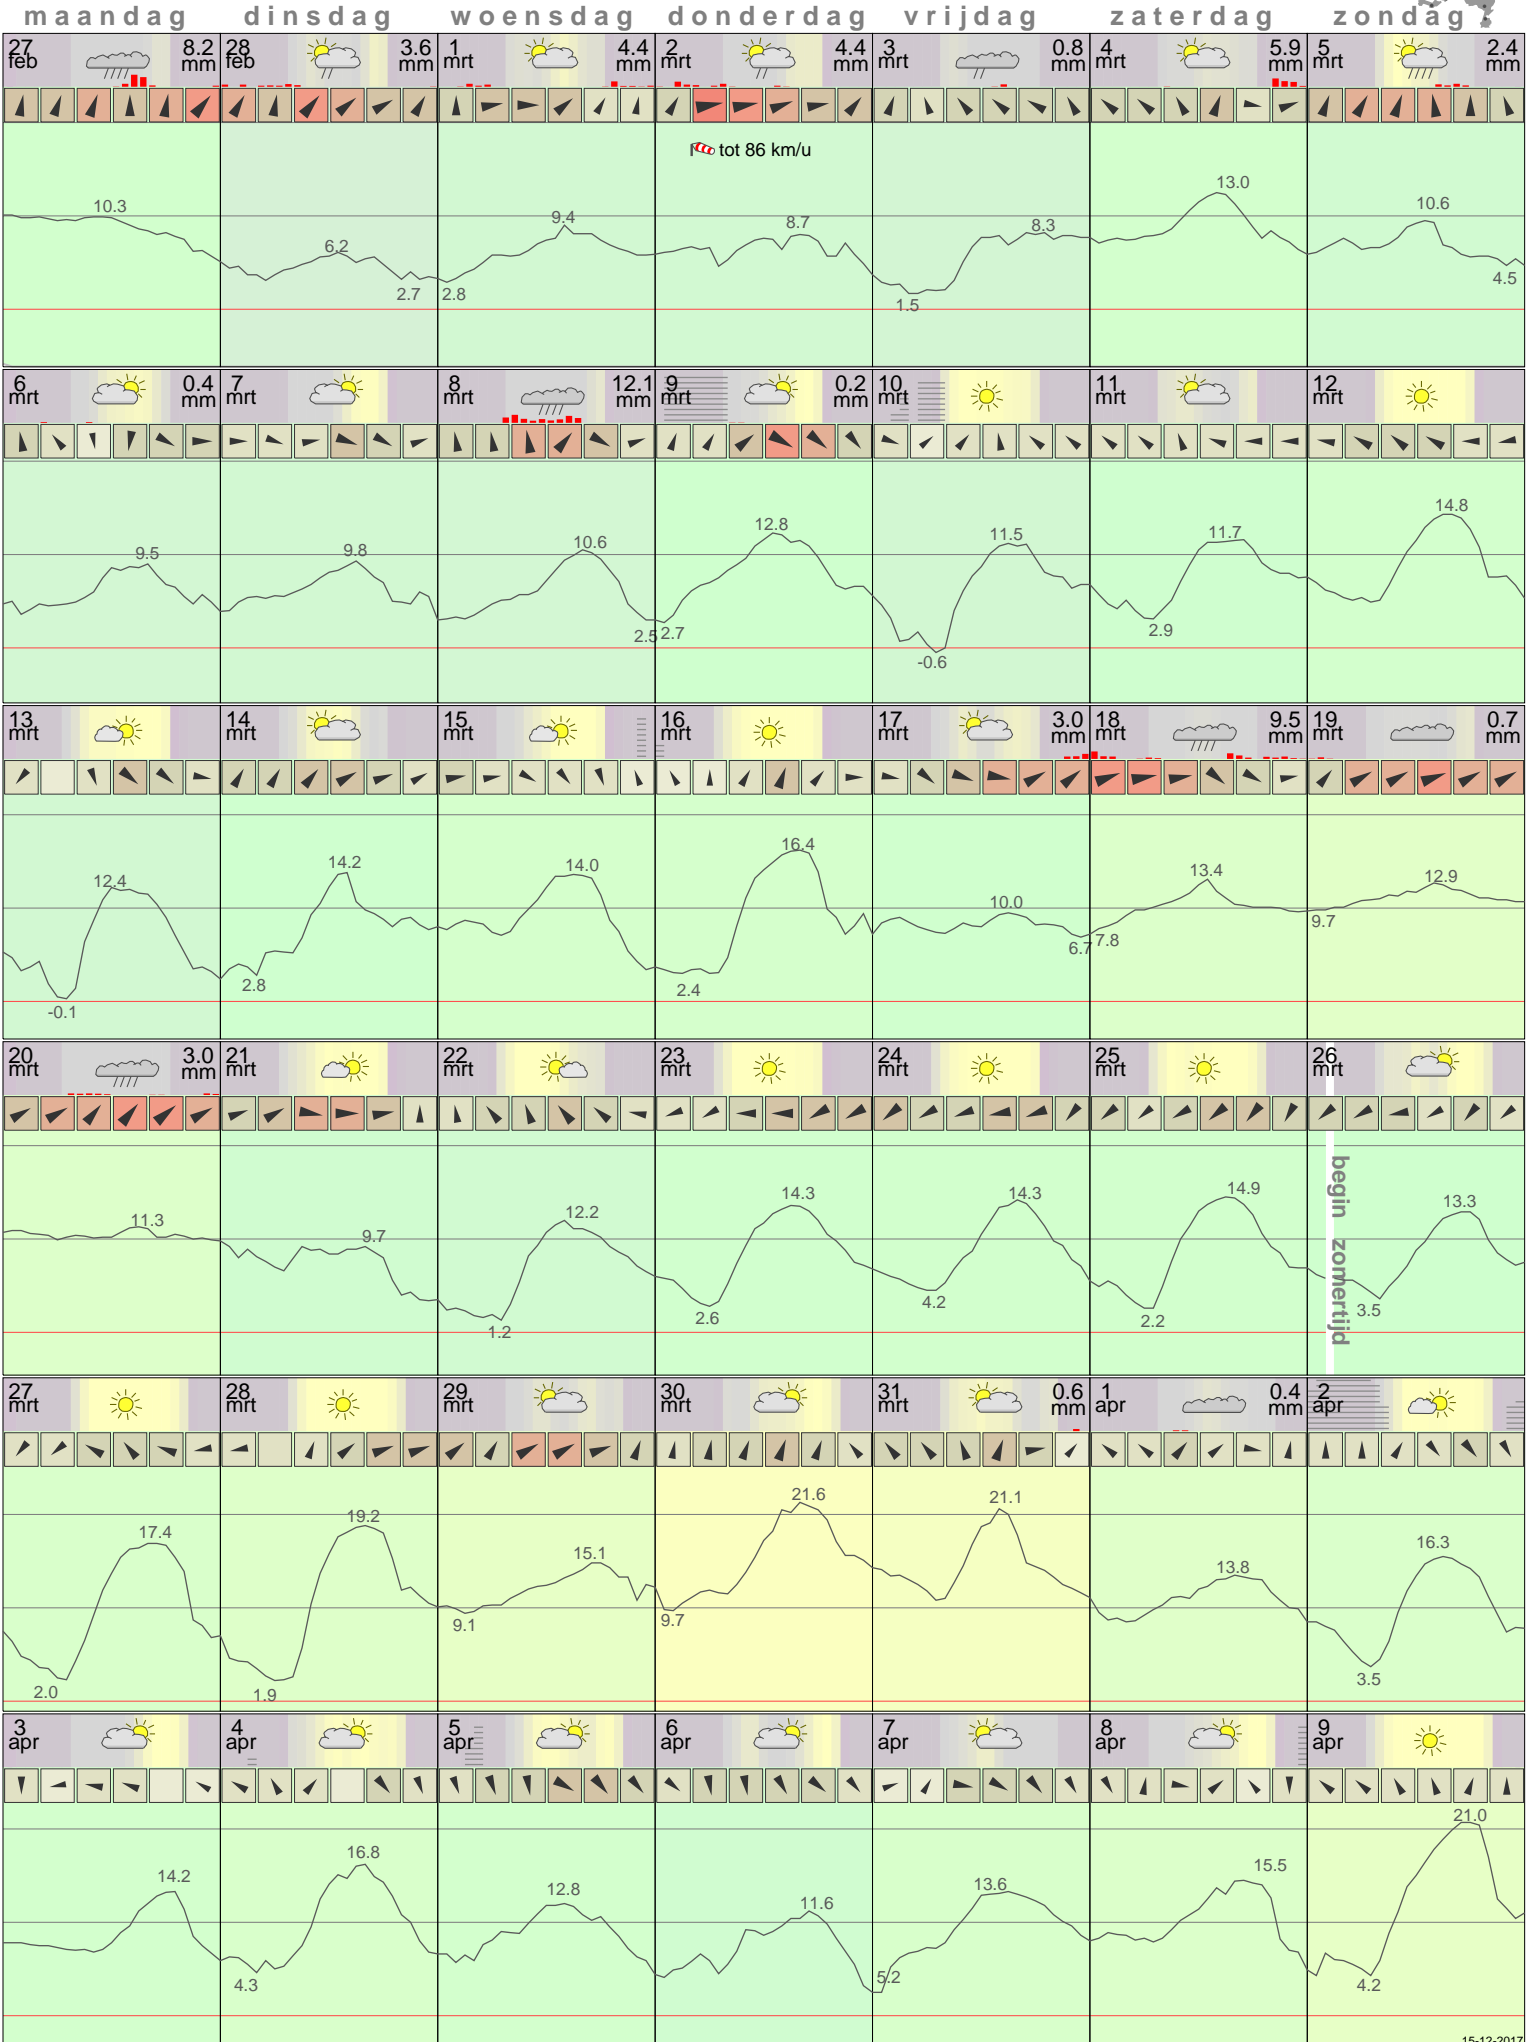 maandag dinsdag woensdag donderdag vrijdag zaterdag zondag
27 feb 8.2 mm 28 feb 3.6 mm 1 mrt 4.4 mm 2 mrt 4.4 mm 3 mrt 0.8 mm 4 mrt 5.9 mm 5 mrt 2.4 mm
tot 86 km/u
10.3 6.2 2.7 2.8 9.4 8.7 1.5 8.3 13.0 10.6 4.5
6 mrt 0.4 mm 7 mrt 8 mrt 12.1 mm 9 mrt 0.2 mm 10 mrt 11 mrt 12 mrt
9.5 9.8 10.6 2.5 2.7 12.8 -0.6 11.5 2.9 11.7 14.8
13 mrt 14 mrt 15 mrt 16 mrt 17 mrt 3.0 mm 18 mrt 9.5 mm 19 mrt 0.7 mm
-0.1 12.4 2.8 14.2 14.0 2.4 16.4 10.0 6.7 7.8 13.4 9.7 12.9
20 mrt 3.0 mm 21 mrt 22 mrt 23 mrt 24 mrt 25 mrt 26 mrt
11.3 9.7 1.2 12.2 2.6 14.3 4.2 14.3 2.2 14.9 3.5 13.3
begin zomertijd
27 mrt 28 mrt 29 mrt 30 mrt 31 mrt 0.6 mm 1 apr 0.4 mm 2 apr
2.0 17.4 1.9 19.2 9.1 15.1 9.7 21.6 21.1 13.8 3.5 16.3
3 apr 4 apr 5 apr 6 apr 7 apr 8 apr 9 apr
14.2 4.3 16.8 12.8 11.6 5.2 13.6 15.5 4.2 21.0
15-12-2017